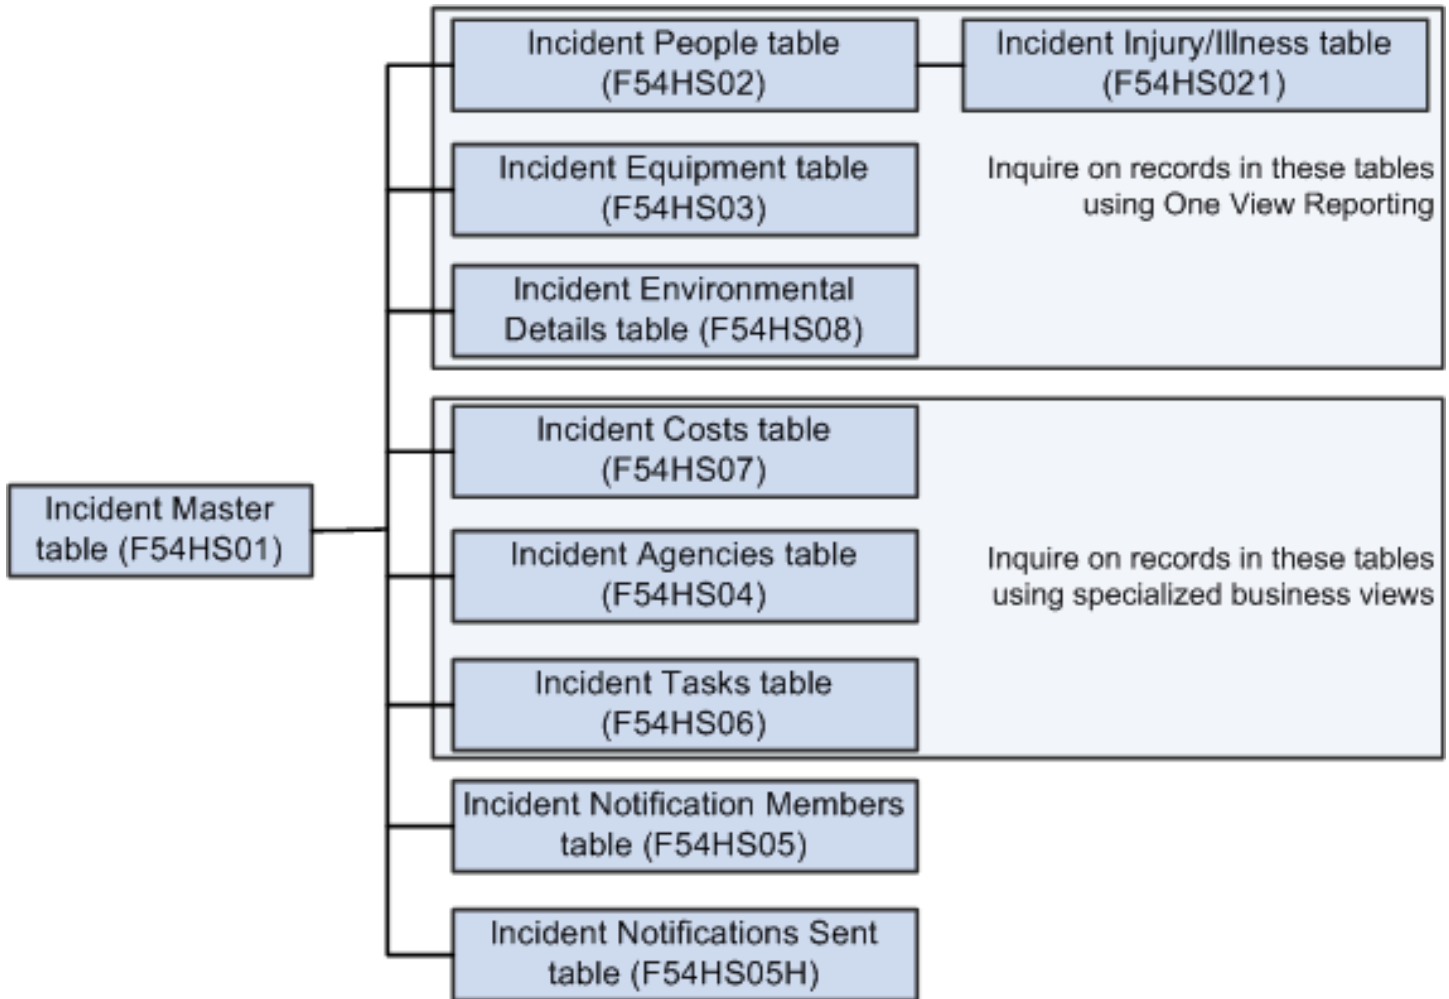 Incident People table
(F54HS02)
Incident Injury/Illness table
(F54HS021)
Incident Equipment table
(F54HS03)
Inquire on records in these tables
using One View Reporting
Incident Environmental
Details table (F54HS08)
Incident Costs table
(F54HS07)
Incident Master
table (F54HS01)
Incident Agencies table
(F54HS04)
Inquire on records in these tables
using specialized business views
Incident Tasks table
(F54HS06)
Incident Notification Members
table (F54HS05)
Incident Notifications Sent
table (F54HS05H)